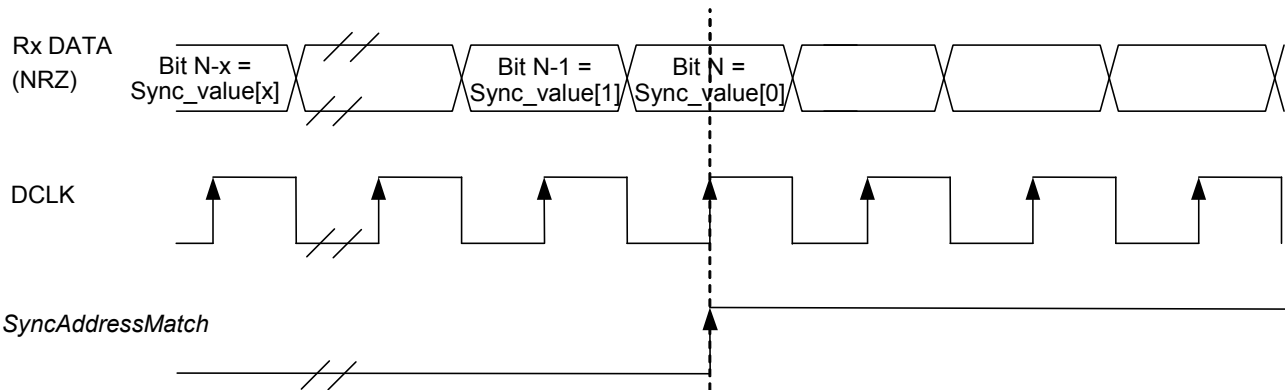 Rx DATA
(NRZ)
Bit N-x =
Sync_value[x]
Bit N-1 =
Sync_value[1]
Bit N =
Sync_value[0]
DCLK
SyncAddressMatch